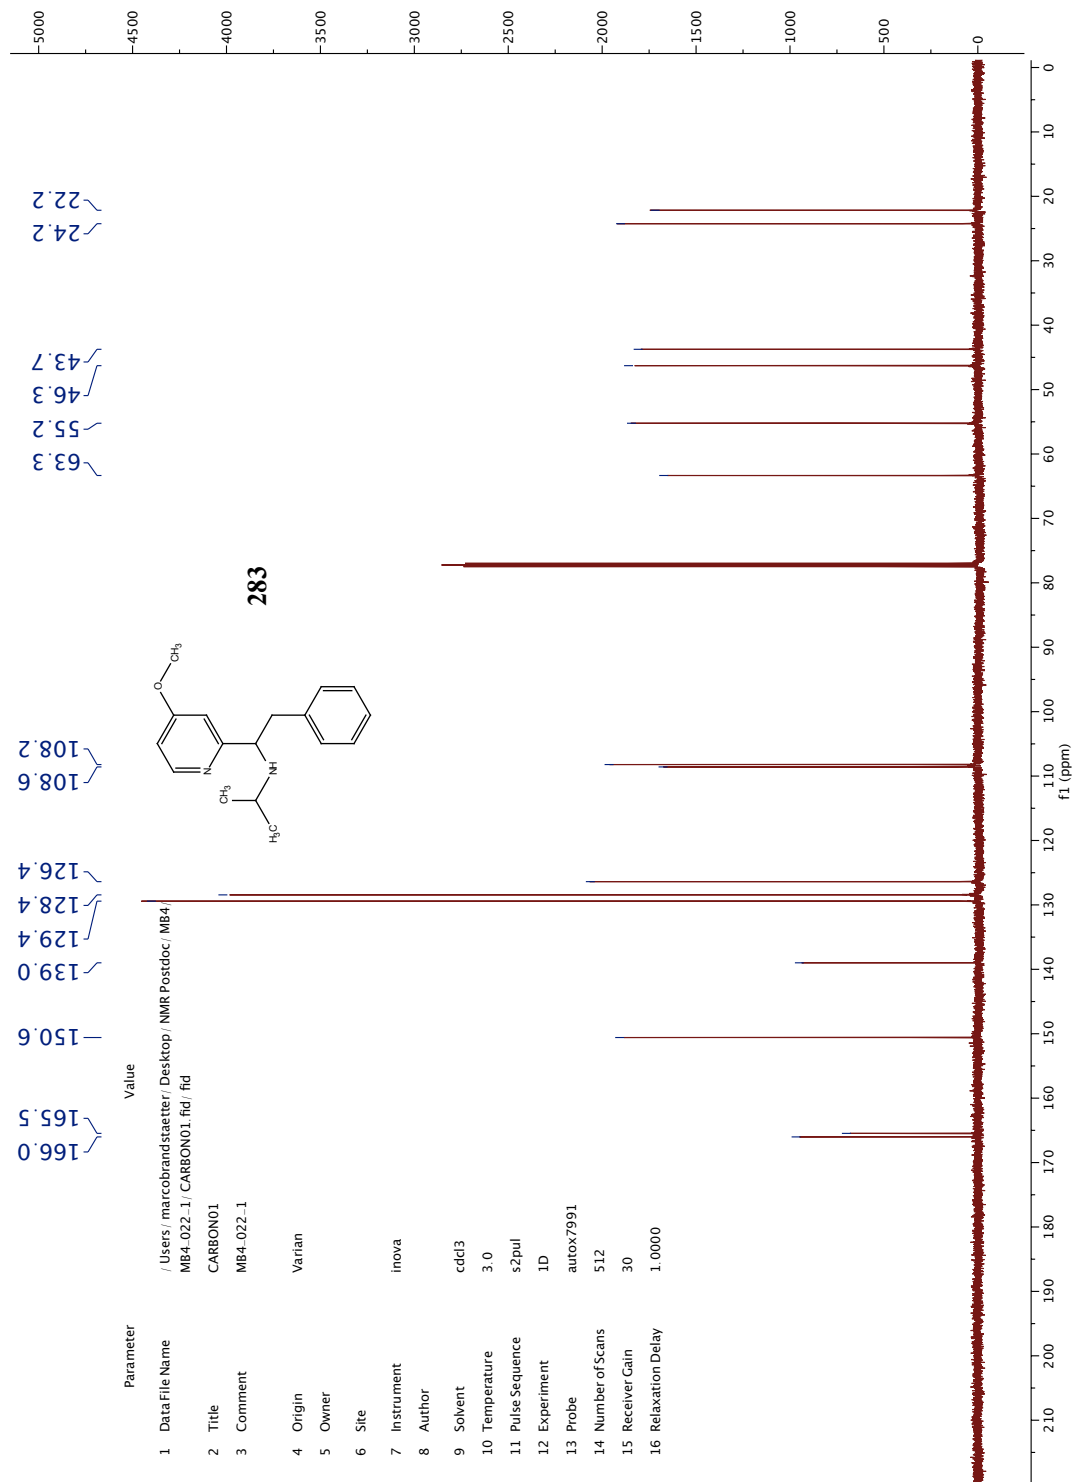 Parameter Value
1 Data File Name / Users/ marcobrandstaetter/ Desktop/ NMR Postdoc/ MB4/
MB4-022-1/ CARBON01.fid/ fid
2 Title CARBON01
3 Comment MB4-022-1
4 Origin Varian
5 Owner
6 Site
7 Instrument inova
8 Author
9 Solvent cdcl3
10 Temperature 3.0
11 Pulse Sequence s2pul
12 Experiment 1D
13 Probe autox7991
14 Number of Scans 512
15 Receiver Gain 30
16 Relaxation Delay 1.0000
166.0
165.5
150.6
139.0
129.4
128.4
126.4
108.6
108.2
63.3
55.2
46.3
43.7
24.2
22.2
O
CH3
N
NH
CH3
H3C
283
5000
4500
4000
3500
3000
2500
2000
1500
1000
500
0
210 200 190 180 170 160 150 140 130 120 110 100 90 80 70 60 50 40 30 20 10 0
f1 (ppm)